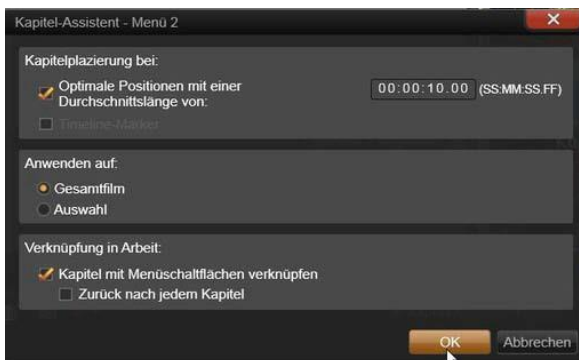 Kapitel-Assistent - Menü 2
Kapitelplazierung bei:
Optimale Positionen mit einer
Durchschnittslänge von:
00:00:10.00 (SS:MM:SS.FF)
Timeline-Marker
Anwenden auf:
Gesamtfilm
Auswahl
Verknüpfung in Arbeit:
Kapitel mit Menüschaltflächen verknüpfen
Zurück nach jedem Kapitel
OK Abbrechen